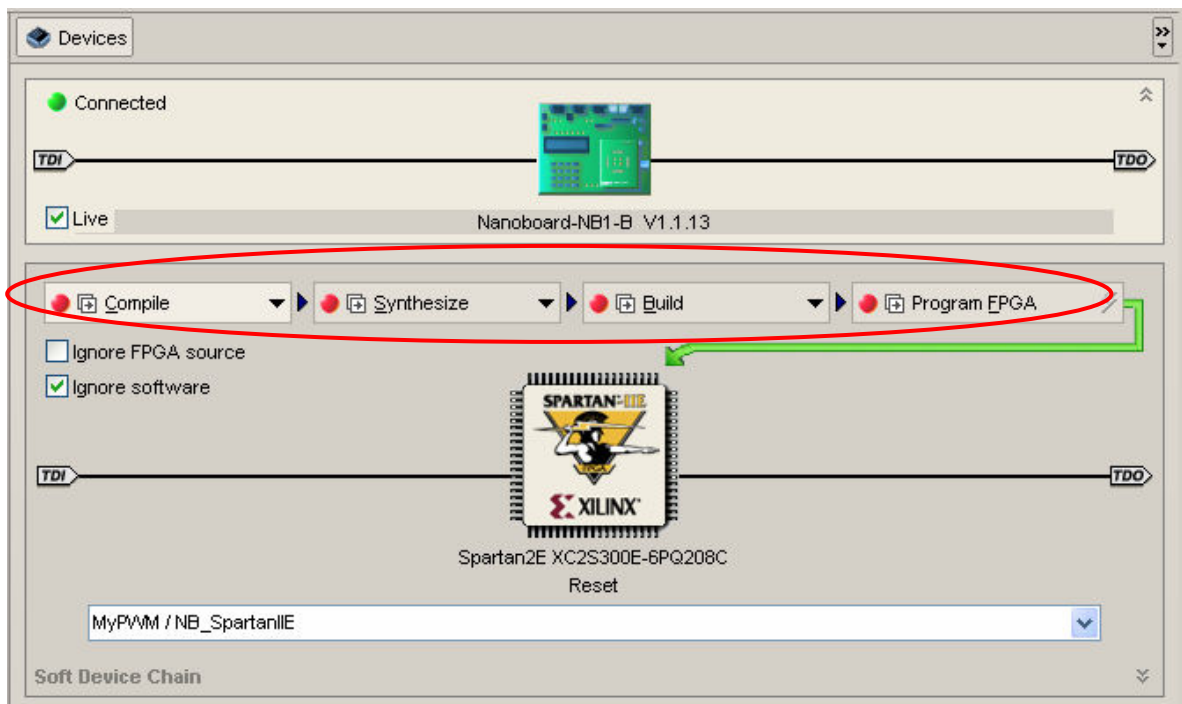 Devices
Connected
TDI
TDO
Live
Nanoboard-NB1-B V1.1.13
Compile
Synthesize
Build
Program FPGA
Ignore FPGA source
Ignore software
SPARTAN-IIE
FPGA
TDI
TDO
XILINX
Spartan2E XC2S300E-6PQ208C
Reset
MyPWM / NB_SpartanIIE
Soft Device Chain